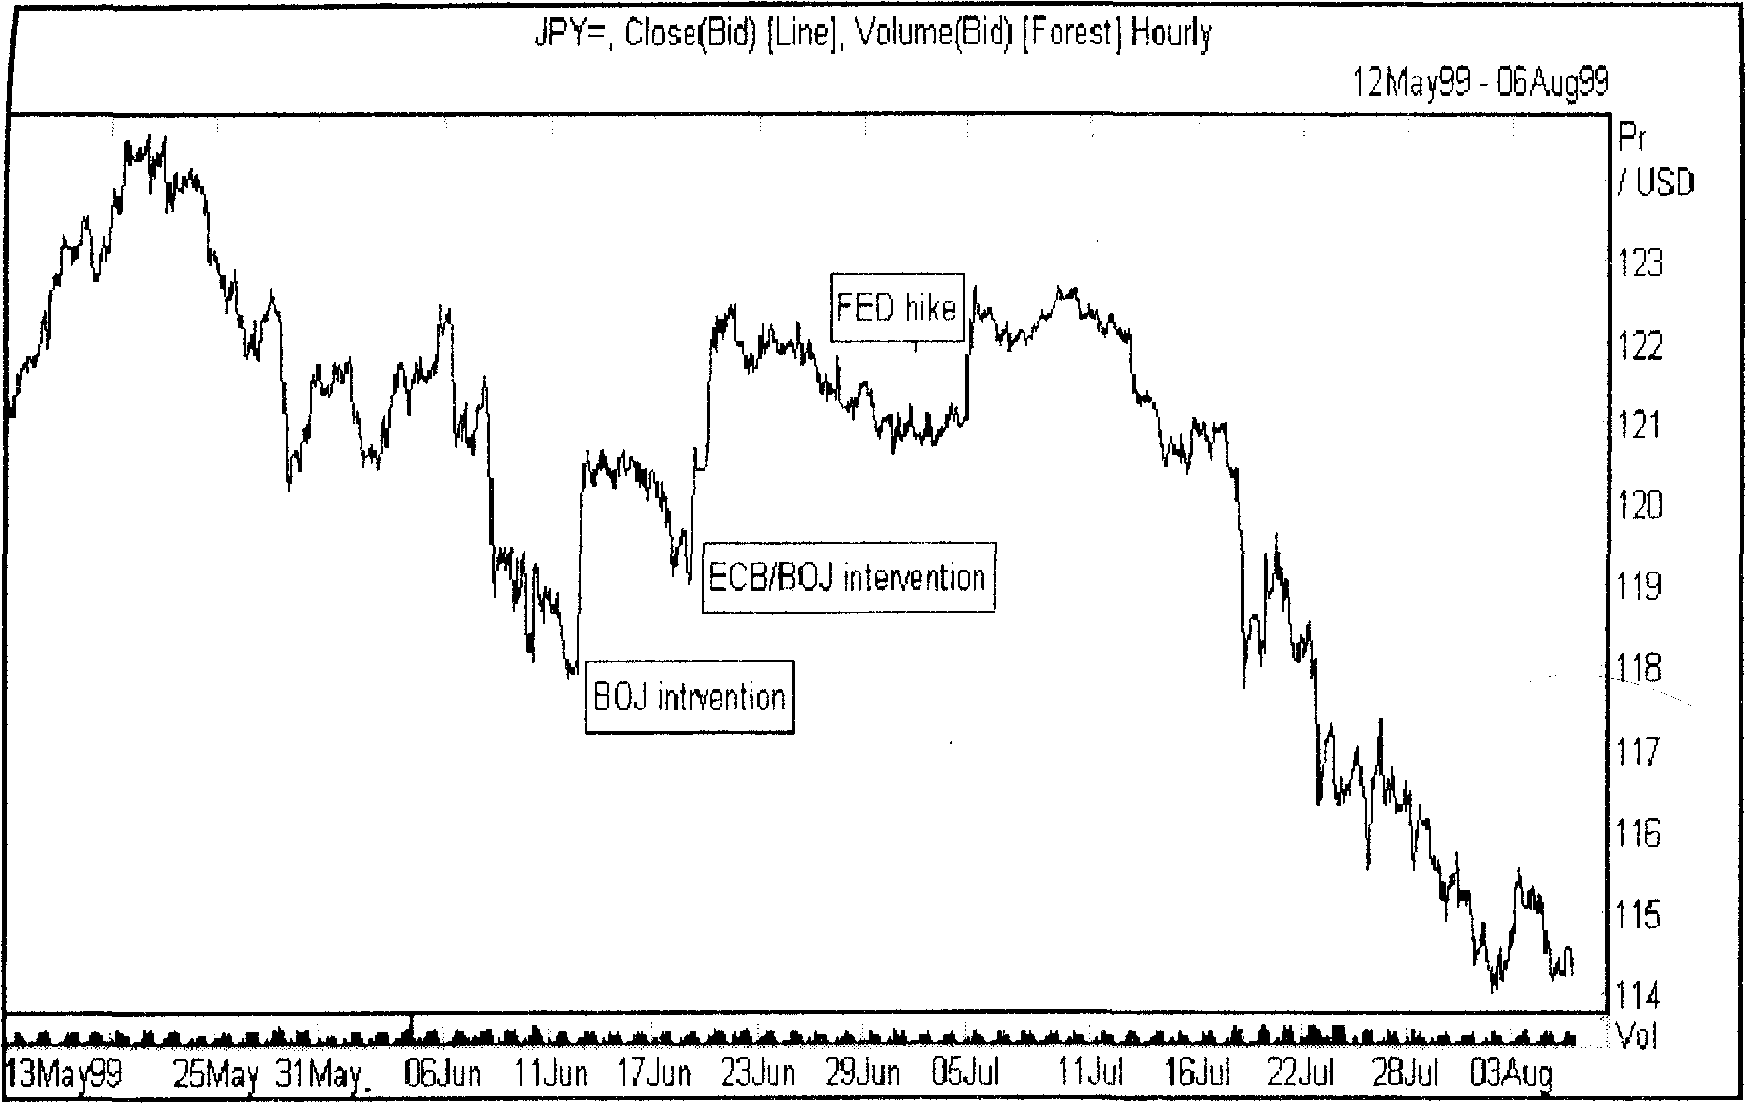 JPY=, Close(Bid) [Line], Volume(Bid) [Forest] Hourly
12May99 - 06Aug99
Pr
/ USD
123
122
121
120
119
118
117
116
115
114
Vol
FED hike
ECB/BOJ intervention
BOJ intrvention
13May99 25May 31May. 06Jun 11Jun 17Jun 23Jun 29Jun 05Jul 11Jul 16Jul 22Jul 28Jul 03Aug